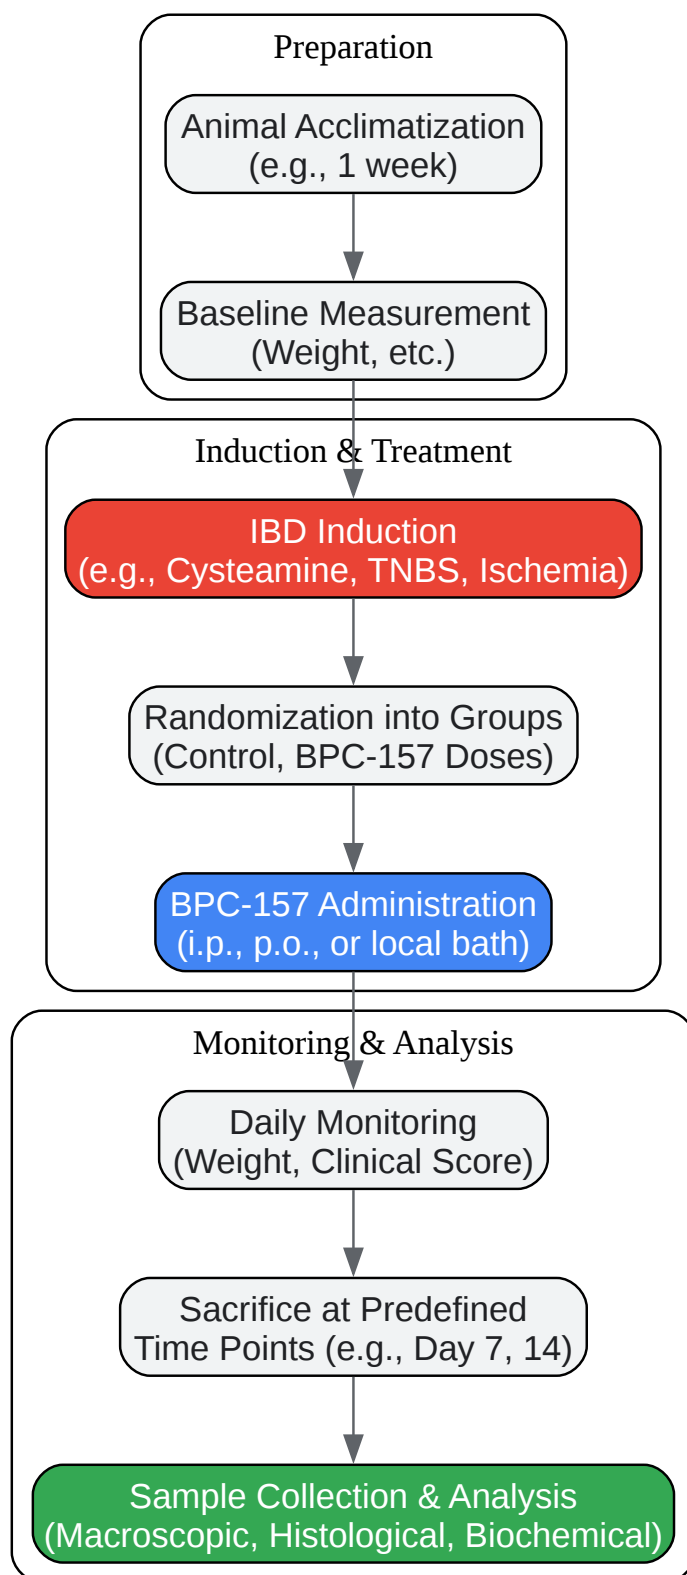 Preparation
Animal Acclimatization
(e.g., 1 week)
Baseline Measurement
(Weight, etc.)
Induction & Treatment
IBD Induction
(e.g., Cysteamine, TNBS, Ischemia)
Randomization into Groups
(Control, BPC-157 Doses)
BPC-157 Administration
(i.p., p.o., or local bath)
Monitoring & Analysis
Daily Monitoring
(Weight, Clinical Score)
Sacrifice at Predefined
Time Points (e.g., Day 7, 14)
Sample Collection & Analysis
(Macroscopic, Histological, Biochemical)